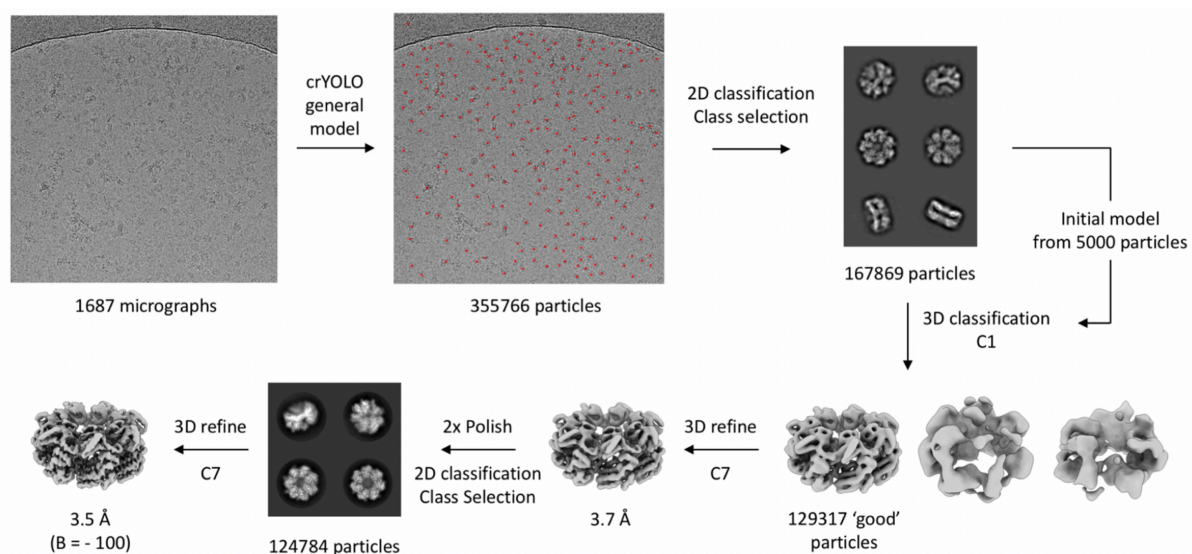 crYOLO
general
model
2D classification
Class selection
Initial model
from 5000 particles
1687 micrographs
355766 particles
167869 particles
3D classification
C1
3D refine
C7
2x Polish
2D classification
Class Selection
3D refine
C7
3.5 Å
(B = - 100)
124784 particles
3.7 Å
129317 ‘good’
particles